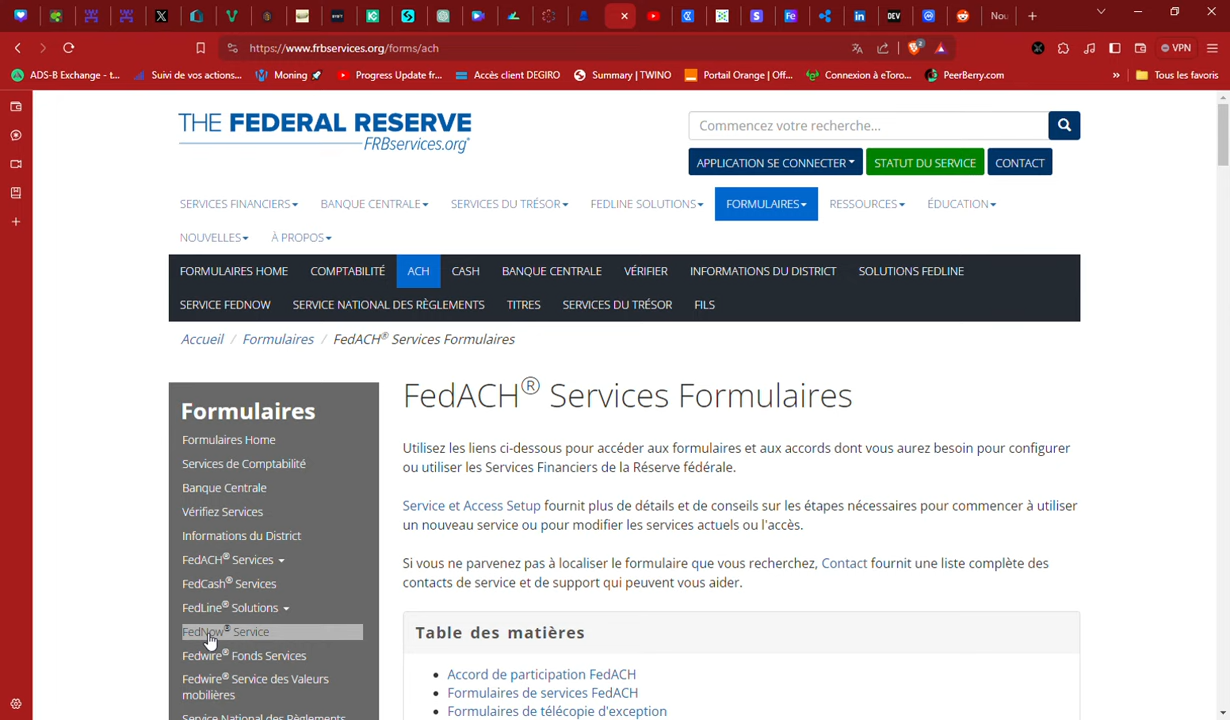 https://www.frbservices.org/forms/ach
VPN
ADS-B Exchange - t...
Suivi de vos actions...
Moning
Progress Update fr...
Accès client DEGIRO
Summary | TWINO
Portail Orange | Off...
Connexion à eToro...
PeerBerry.com
»
Tous les favoris
THE FEDERAL RESERVE
FRBservices.org®
Commencez votre recherche...
APPLICATION SE CONNECTER
STATUT DU SERVICE
CONTACT
SERVICES FINANCIERS
BANQUE CENTRALE
SERVICES DU TRÉSOR
FEDLINE SOLUTIONS
FORMULAIRES
RESSOURCES
ÉDUCATION
NOUVELLES
À PROPOS
FORMULAIRES HOME
COMPTABILITÉ
ACH
CASH
BANQUE CENTRALE
VÉRIFIER
INFORMATIONS DU DISTRICT
SOLUTIONS FEDLINE
SERVICE FEDNOW
SERVICE NATIONAL DES RÈGLEMENTS
TITRES
SERVICES DU TRÉSOR
FILS
Accueil / Formulaires / FedACH® Services Formulaires
Formulaires
Formulaires Home
Services de Comptabilité
Banque Centrale
Vérifiez Services
Informations du District
FedACH® Services
FedCash® Services
FedLine® Solutions
FedNow® Service
Fedwire® Fonds Services
Fedwire® Service des Valeurs
mobilières
Service National des Règlements
FedACH® Services Formulaires
Utilisez les liens ci-dessous pour accéder aux formulaires et aux accords dont vous aurez besoin pour configurer
ou utiliser les Services Financiers de la Réserve fédérale.
Service et Access Setup fournit plus de détails et de conseils sur les étapes nécessaires pour commencer à utiliser
un nouveau service ou pour modifier les services actuels ou l'accès.
Si vous ne parvenez pas à localiser le formulaire que vous recherchez, Contact fournit une liste complète des
contacts de service et de support qui peuvent vous aider.
Table des matières
• Accord de participation FedACH
• Formulaires de services FedACH
• Formulaires de télécopie d'exception